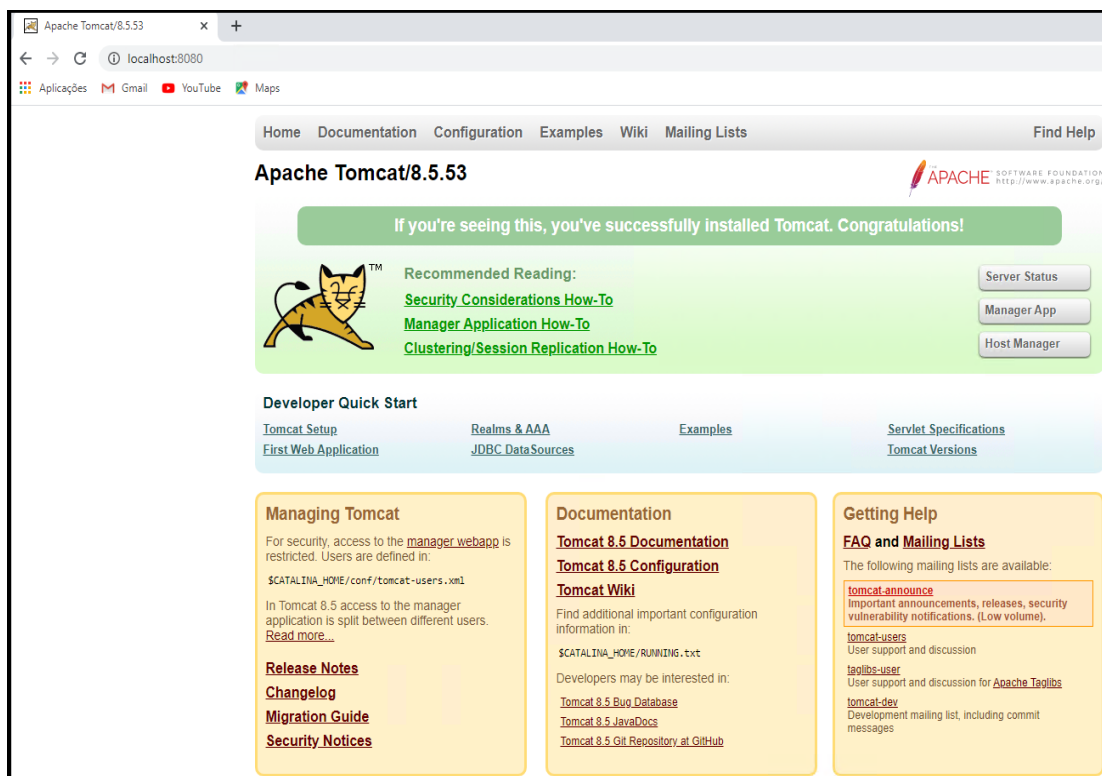 Apache Tomcat/8.5.53
localhost:8080
Aplicações Gmail YouTube Maps
Home Documentation Configuration Examples Wiki Mailing Lists Find Help
Apache Tomcat/8.5.53
THE APACHE SOFTWARE FOUNDATION
http://www.apache.org/
If you're seeing this, you've successfully installed Tomcat. Congratulations!
TM
Recommended Reading:
Security Considerations How-To
Manager Application How-To
Clustering/Session Replication How-To
Server Status
Manager App
Host Manager
Developer Quick Start
Tomcat Setup
First Web Application
Realms & AAA
JDBC DataSources
Examples
Servlet Specifications
Tomcat Versions
Managing Tomcat
For security, access to the manager webapp is
restricted. Users are defined in:
$CATALINA_HOME/conf/tomcat-users.xml
In Tomcat 8.5 access to the manager
application is split between different users.
Read more...
Release Notes
Changelog
Migration Guide
Security Notices
Documentation
Tomcat 8.5 Documentation
Tomcat 8.5 Configuration
Tomcat Wiki
Find additional important configuration
information in:
$CATALINA_HOME/RUNNING.txt
Developers may be interested in:
Tomcat 8.5 Bug Database
Tomcat 8.5 JavaDocs
Tomcat 8.5 Git Repository at GitHub
Getting Help
FAQ and Mailing Lists
The following mailing lists are available:
tomcat-announce
Important announcements, releases, security
vulnerability notifications. (Low volume).
tomcat-users
User support and discussion
taglibs-user
User support and discussion for Apache Taglibs
tomcat-dev
Development mailing list, including commit
messages